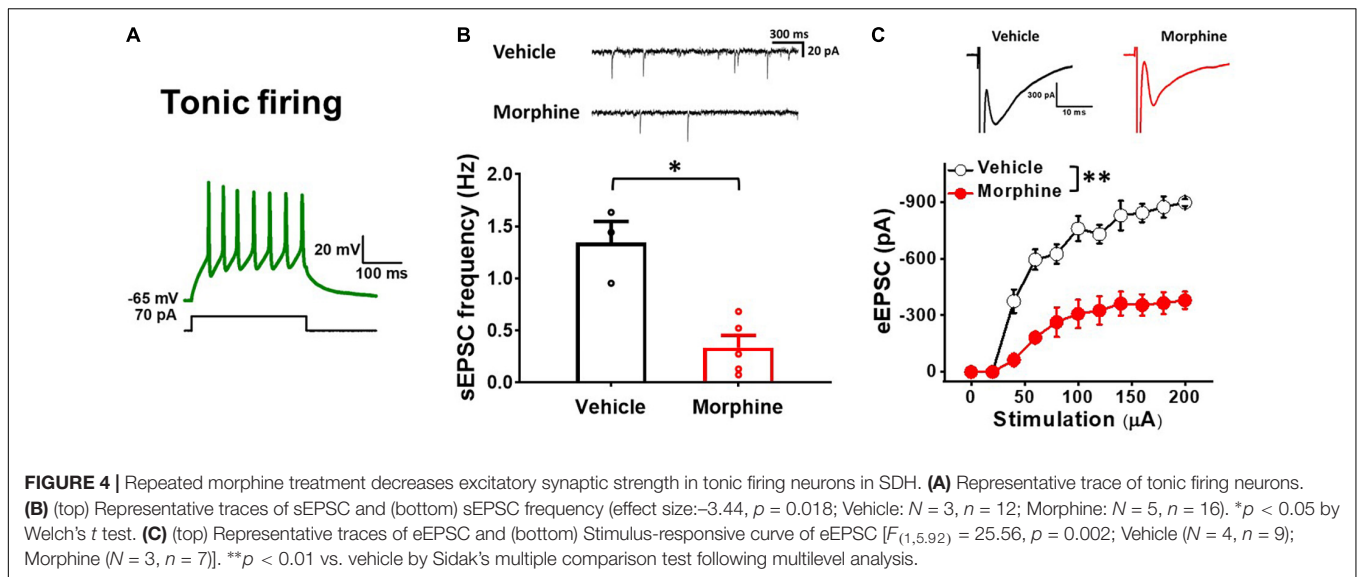 A
Tonic firing
20 mV
100 ms
-65 mV
70 pA
B
Vehicle
300 ms
20 pA
Morphine
sEPSC frequency (Hz)
2.0
1.5
1.0
0.5
0.0
*
Vehicle
Morphine
C
Vehicle
Morphine
300 pA
10 ms
Vehicle
Morphine
**
eEPSC (pA)
-900
-600
-300
0
0
50
100
150
200
Stimulation (μA)
FIGURE 4 | Repeated morphine treatment decreases excitatory synaptic strength in tonic firing neurons in SDH. (A) Representative trace of tonic firing neurons.
(B) (top) Representative traces of sEPSC and (bottom) sEPSC frequency (effect size:–3.44, p = 0.018; Vehicle: N = 3, n = 12; Morphine: N = 5, n = 16). *p < 0.05 by
Welch's t test. (C) (top) Representative traces of eEPSC and (bottom) Stimulus-responsive curve of eEPSC [F(1,5.92) = 25.56, p = 0.002; Vehicle (N = 4, n = 9);
Morphine (N = 3, n = 7)]. **p < 0.01 vs. vehicle by Sidak's multiple comparison test following multilevel analysis.